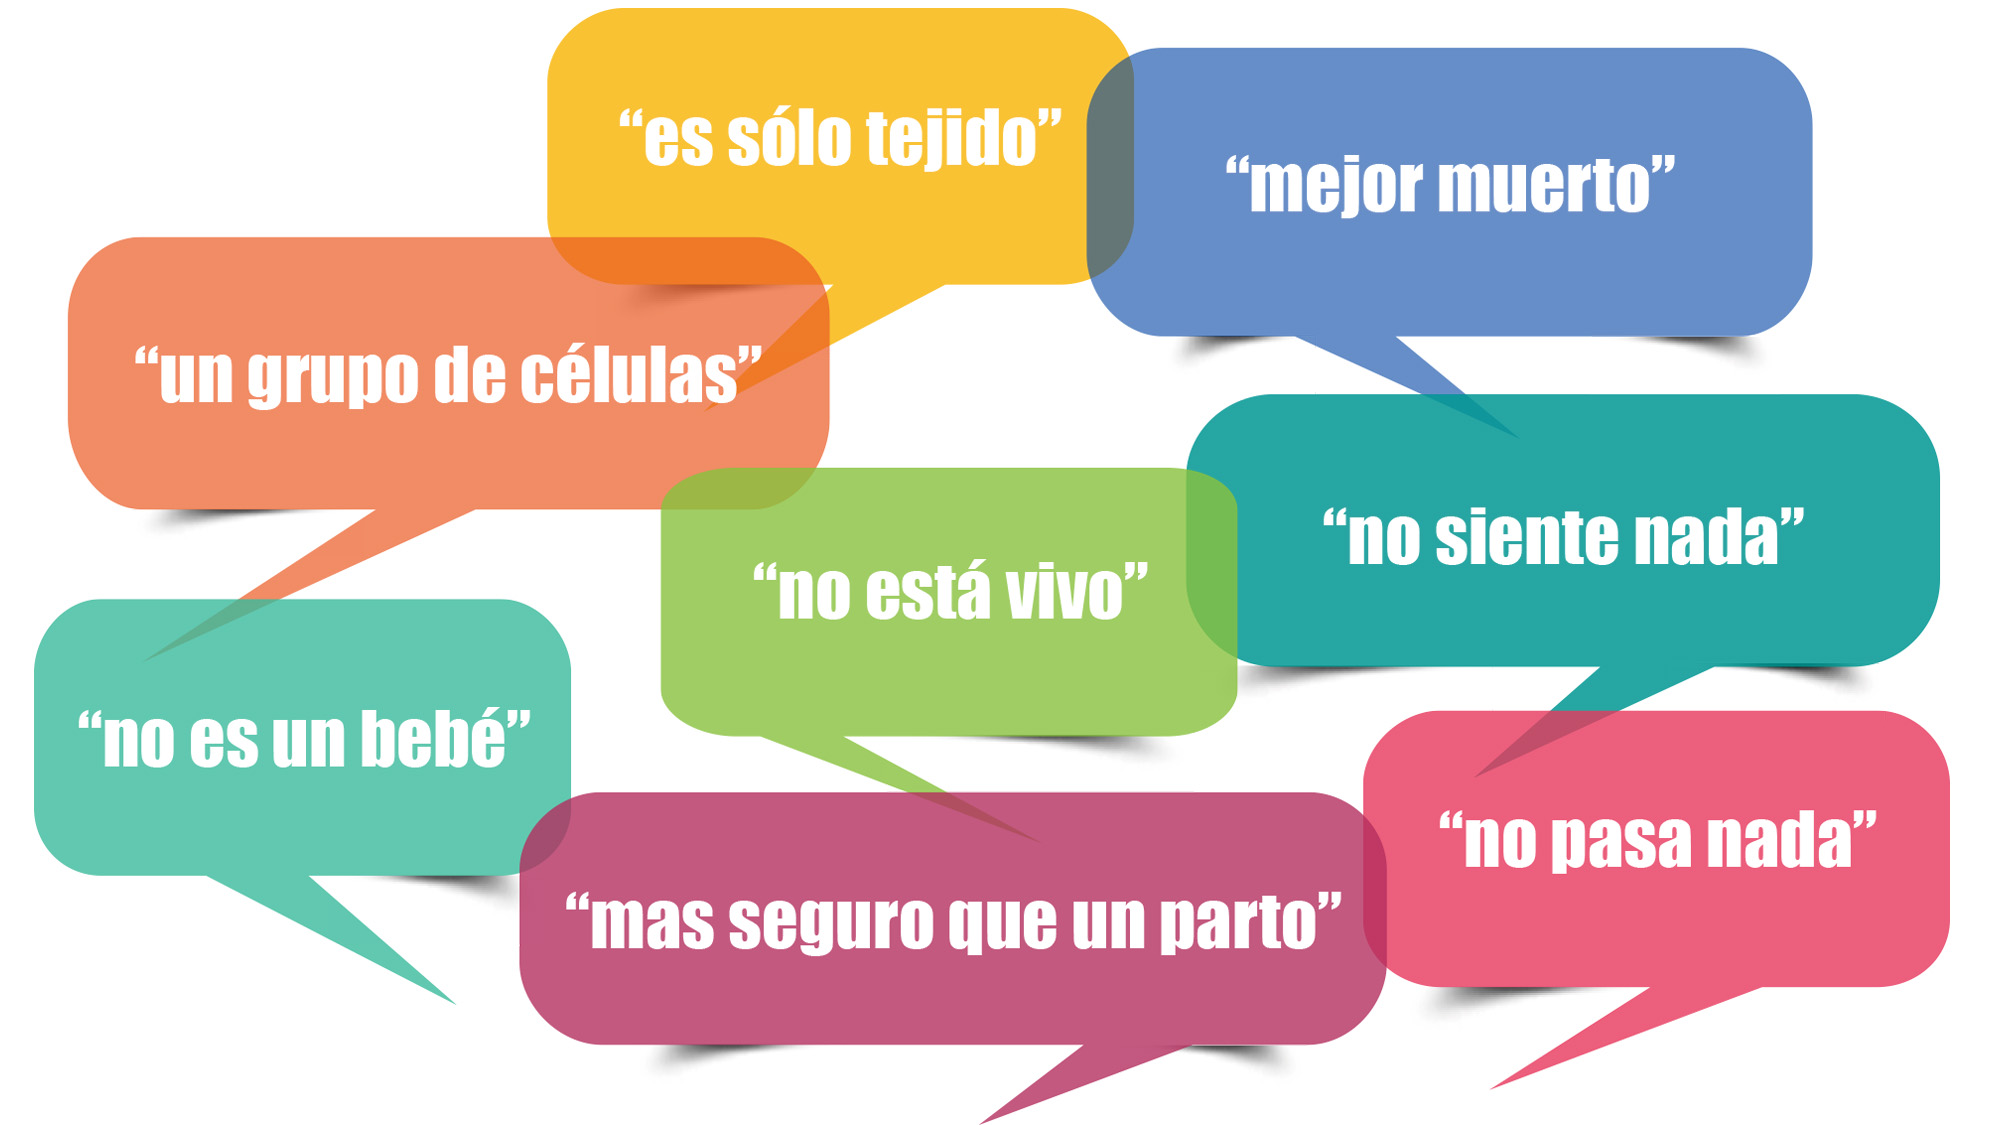 “es sólo tejido”
“mejor muerto”
“un grupo de células”
“no siente nada”
“no está vivo”
“no es un bebé”
“no pasa nada”
“mas seguro que un parto”